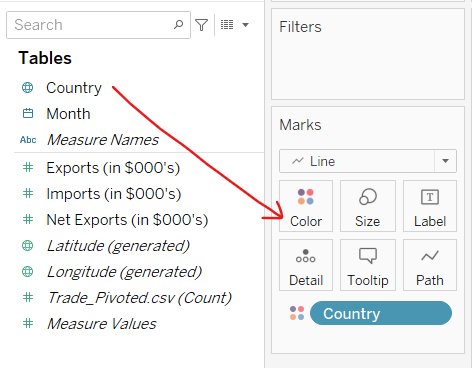 Search
Tables
Country
Month
Abc Measure Names
Exports (in $000's)
Imports (in $000's)
Net Exports (in $000's)
Latitude (generated)
Longitude (generated)
Trade_Pivoted.csv (Count)
Measure Values
Filters
Marks
Line
Color Size T Label
Detail Tooltip Path
Country